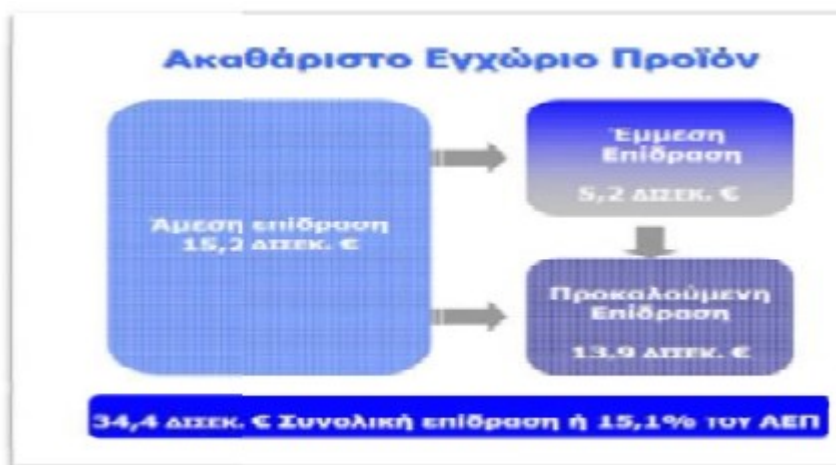 Ακαθάριστο Εγχώριο Προϊόν
Άμεση επίδραση
15,2 ΔΙΣΕΚ. €
Έμμεση
Επίδραση
5,2 ΔΙΣΕΚ. €
Προκαλούμενη
Επίδραση
13,9 ΔΙΣΕΚ. €
34,4 ΔΙΣΕΚ. € Συνολική επίδραση ή 15,1% ΤΟΥ ΑΕΠ